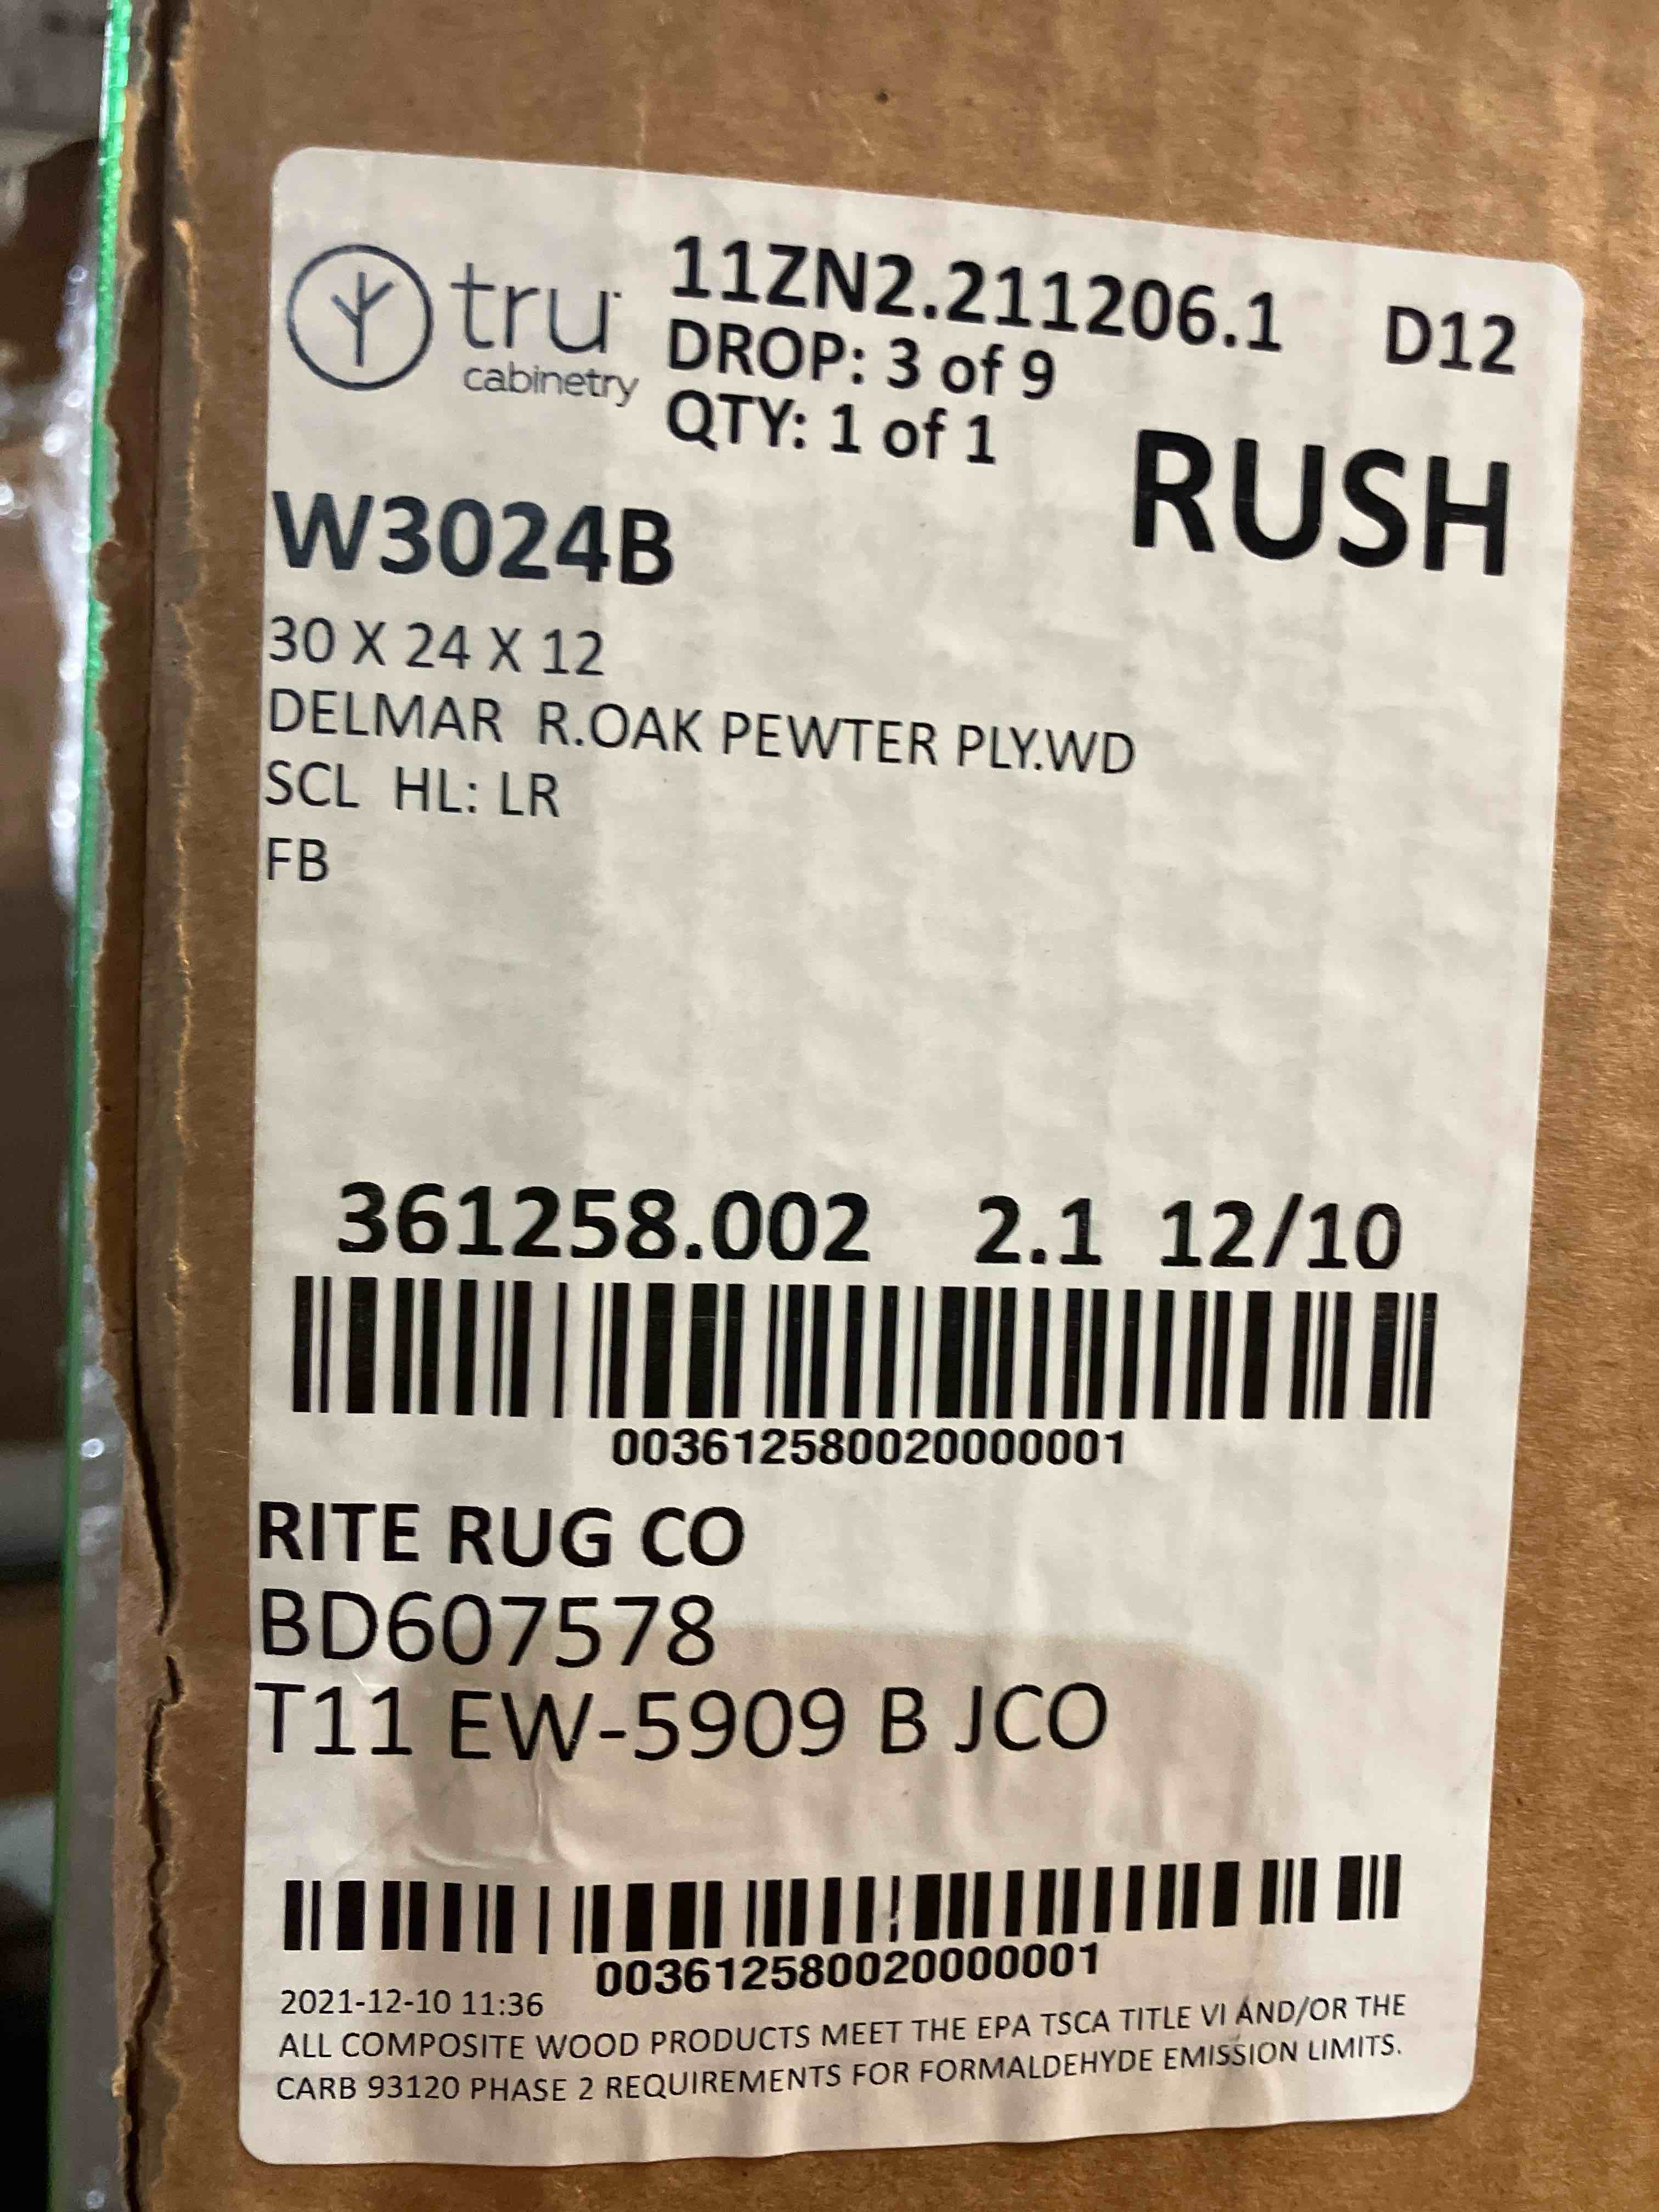 tru cabinetry
11ZN2.211206.1 D12
DROP: 3 of 9
QTY: 1 of 1
RUSH
W3024B
30 X 24 X 12
DELMAR R.OAK PEWTER PLY.WD
SCL HL: LR
FB
361258.002 2.1 12/10
003612580020000001
RITE RUG CO
BD607578
T11 EW-5909 B JCO
003612580020000001
2021-12-10 11:36
ALL COMPOSITE WOOD PRODUCTS MEET THE EPA TSCA TITLE VI AND/OR THE
CARB 93120 PHASE 2 REQUIREMENTS FOR FORMALDEHYDE EMISSION LIMITS.